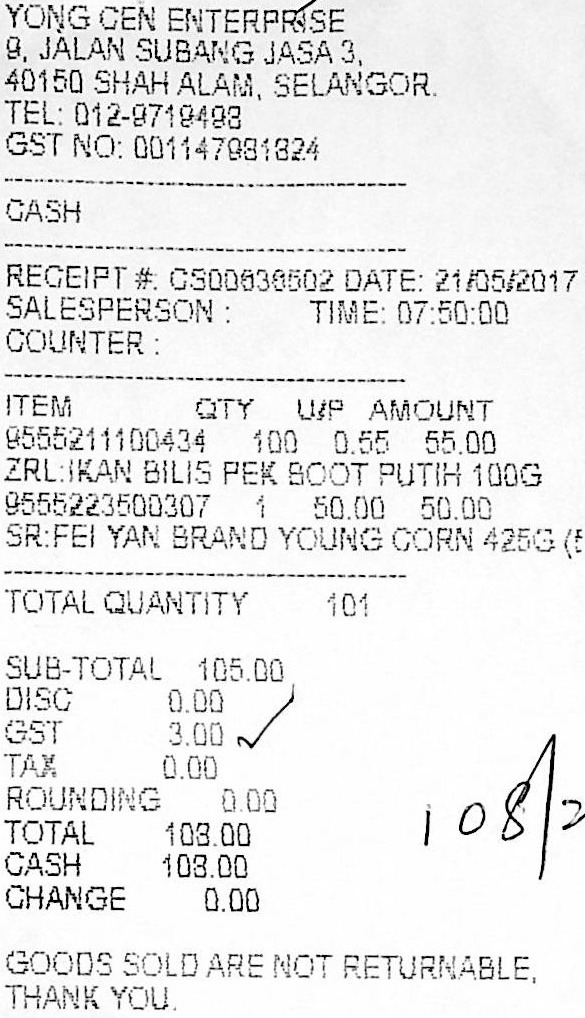 YONG CEN ENTERPRISE
9, JALAN SUBANG JASA 3,
40150 SHAH ALAM, SELANGOR.
TEL: 012-9719498
GST NO: 001147981824
CASH
RECEIPT #: CS00638502 DATE: 21/05/2017
SALESPERSON : TIME: 07:50:00
COUNTER :
ITEM QTY U/P AMOUNT
9555211100434 100 0.55 55.00
ZRL:IKAN BILIS PEK BOOT PUTIH 100G
9555223500307 1 50.00 50.00
SR:FEI YAN BRAND YOUNG CORN 425G
TOTAL QUANTITY 101
SUB-TOTAL 105.00
DISC 0.00
GST 3.00
TAX 0.00
ROUNDING 0.00
TOTAL 108.00
CASH 108.00
CHANGE 0.00
108/
GOODS SOLD ARE NOT RETURNABLE,
THANK YOU.